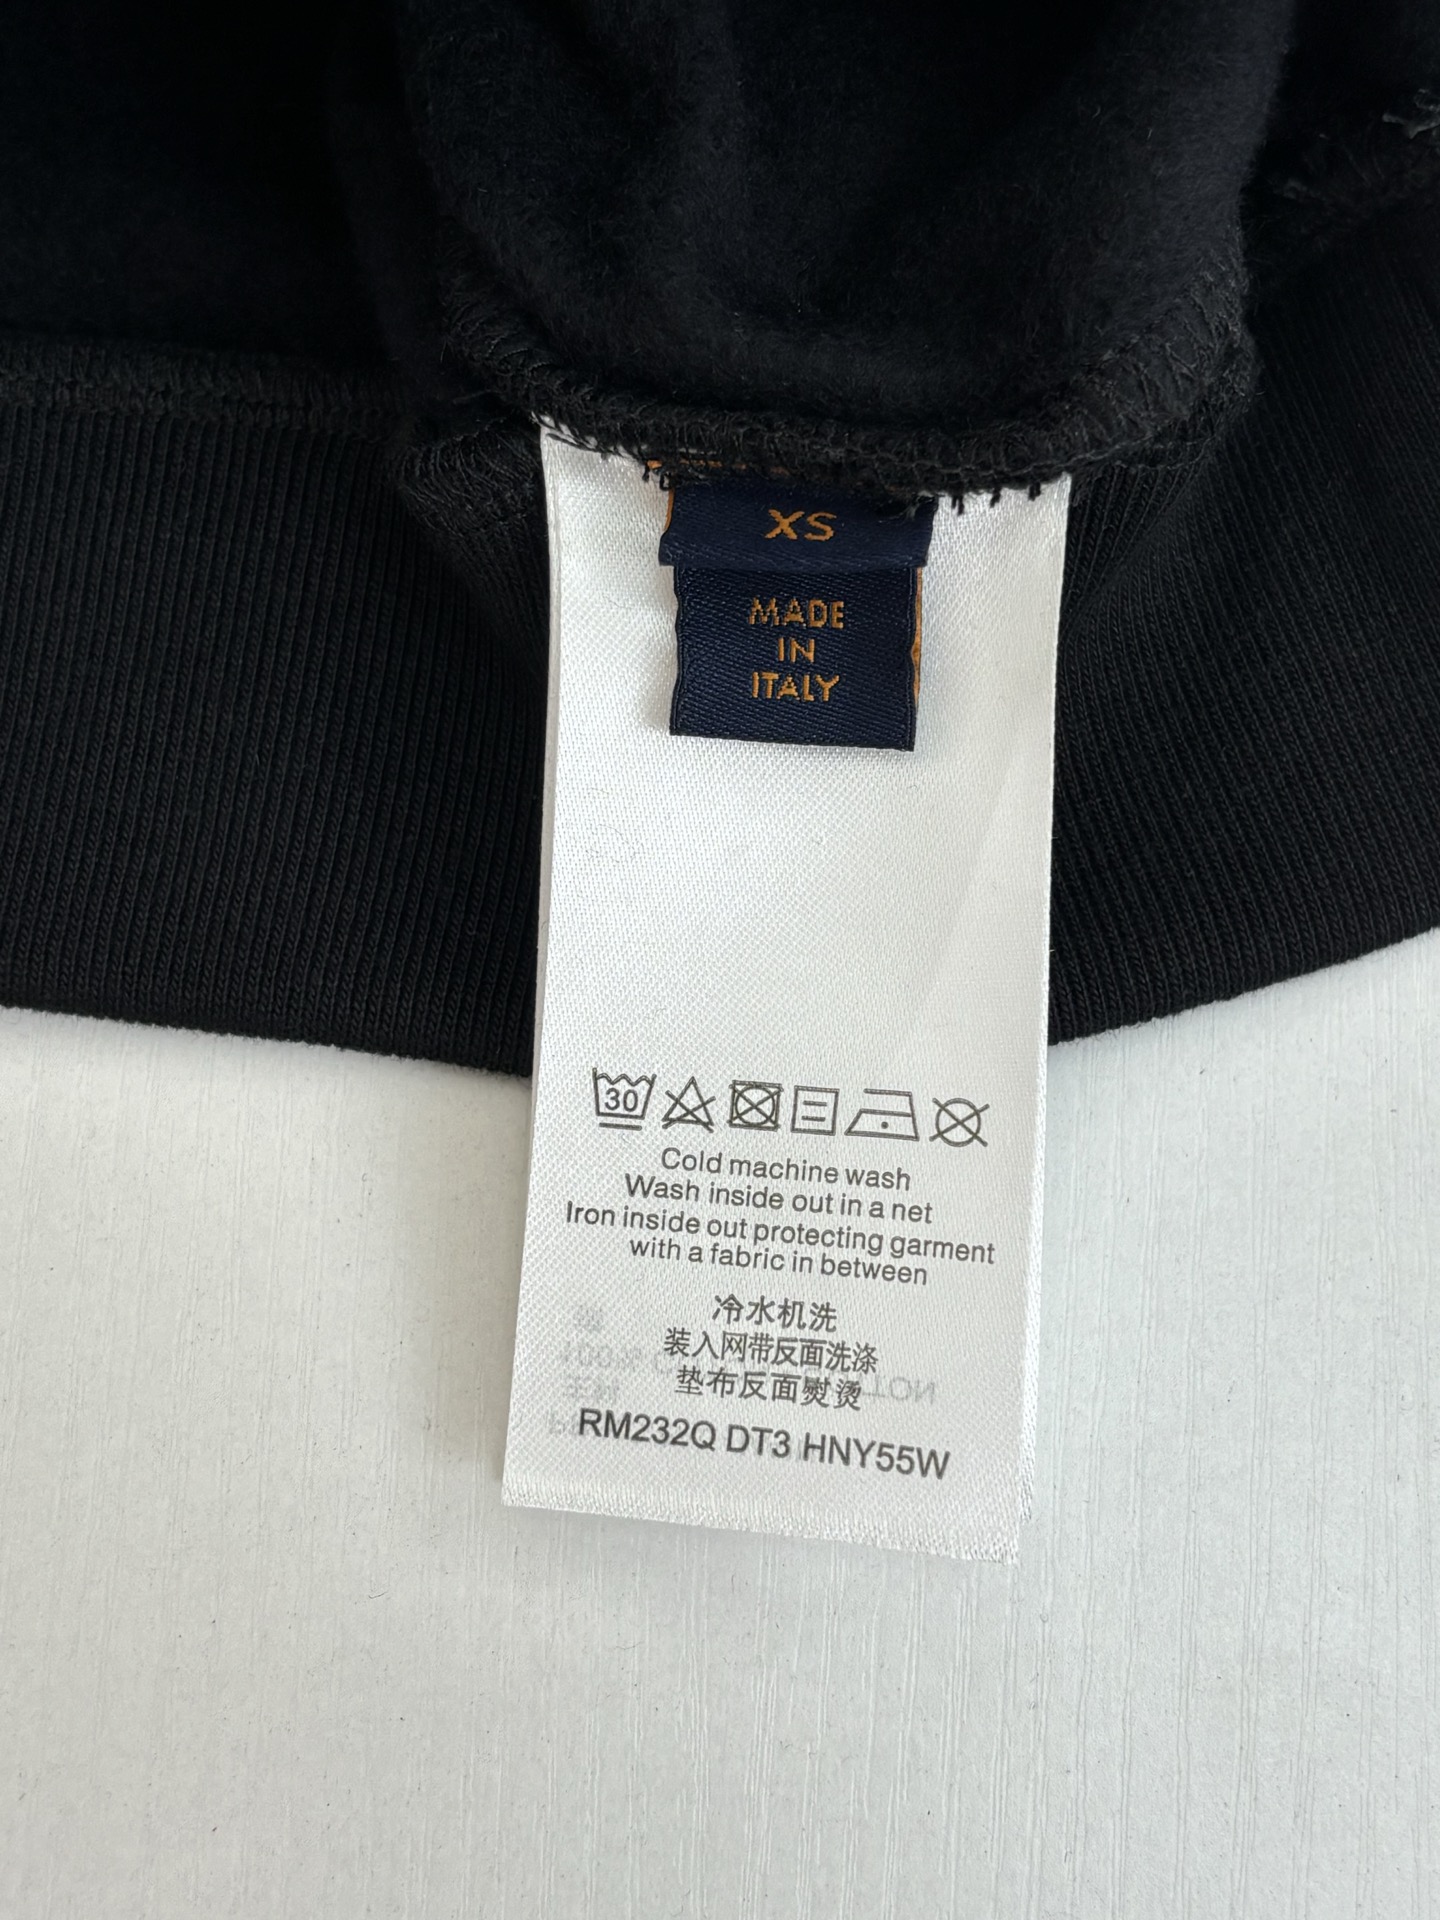 XS
MADE
IN
ITALY
30
Cold machine wash
Wash inside out in a net
Iron inside out protecting garment
with a fabric in between
冷水机洗
装入网带反面洗涤
垫布反面熨烫
RM232Q DT3 HNY55W